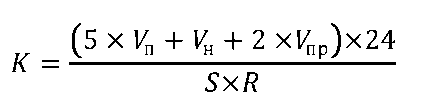 K = (5 × Vп + Vн + 2 × Vпр)×24 / S×R